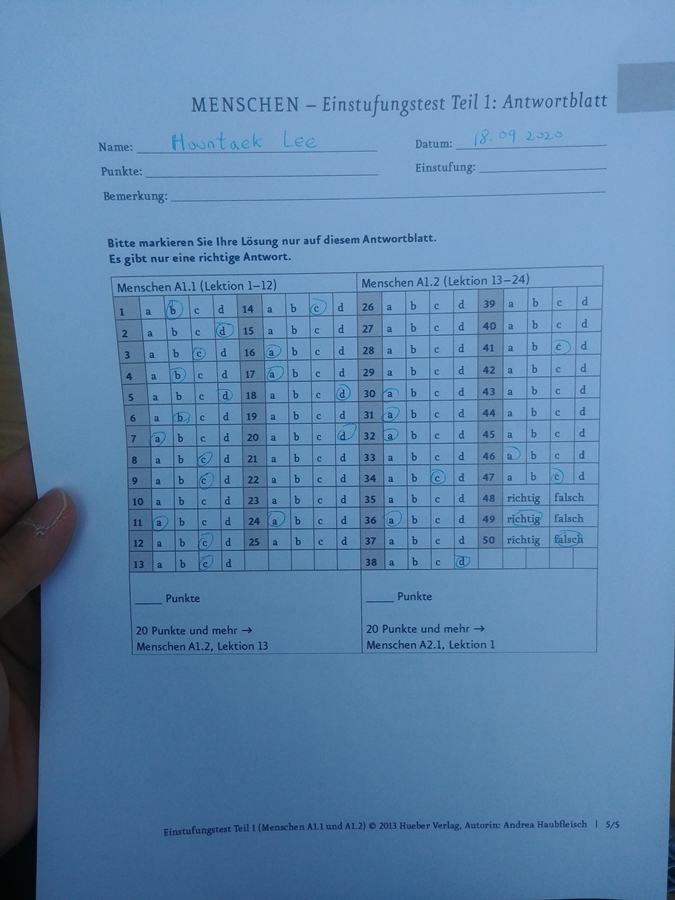 MENSCHEN – Einstufungstest Teil 1: Antwortblatt
Name: Hountaek Lee Datum: 18.09 2020
Punkte: Einstufung:
Bemerkung:
Bitte markieren Sie Ihre Lösung nur auf diesem Antwortblatt.
Es gibt nur eine richtige Antwort.
Menschen A1.1 (Lektion 1–12) Menschen A1.2 (Lektion 13–24)
1 a b c d 14 a b c d 26 a b c d 39 a b c d
2 a b c d 15 a b c d 27 a b c d 40 a b c d
3 a b c d 16 a b c d 28 a b c d 41 a b c d
4 a b c d 17 a b c d 29 a b c d 42 a b c d
5 a b c d 18 a b c d 30 a b c d 43 a b c d
6 a b c d 19 a b c d 31 a b c d 44 a b c d
7 a b c d 20 a b c d 32 a b c d 45 a b c d
8 a b c d 21 a b c d 33 a b c d 46 a b c d
9 a b c d 22 a b c d 34 a b c d 47 a b c d
10 a b c d 23 a b c d 35 a b c d 48 richtig falsch
11 a b c d 24 a b c d 36 a b c d 49 richtig falsch
12 a b c d 25 a b c d 37 a b c d 50 richtig falsch
13 a b c d 38 a b c d
Punkte Punkte
20 Punkte und mehr → 20 Punkte und mehr →
Menschen A1.2, Lektion 13 Menschen A2.1, Lektion 1
Einstufungstest Teil 1 (Menschen A1.1 und A1.2) © 2013 Hueber Verlag, Autorin: Andrea Haubfleisch | 5/5